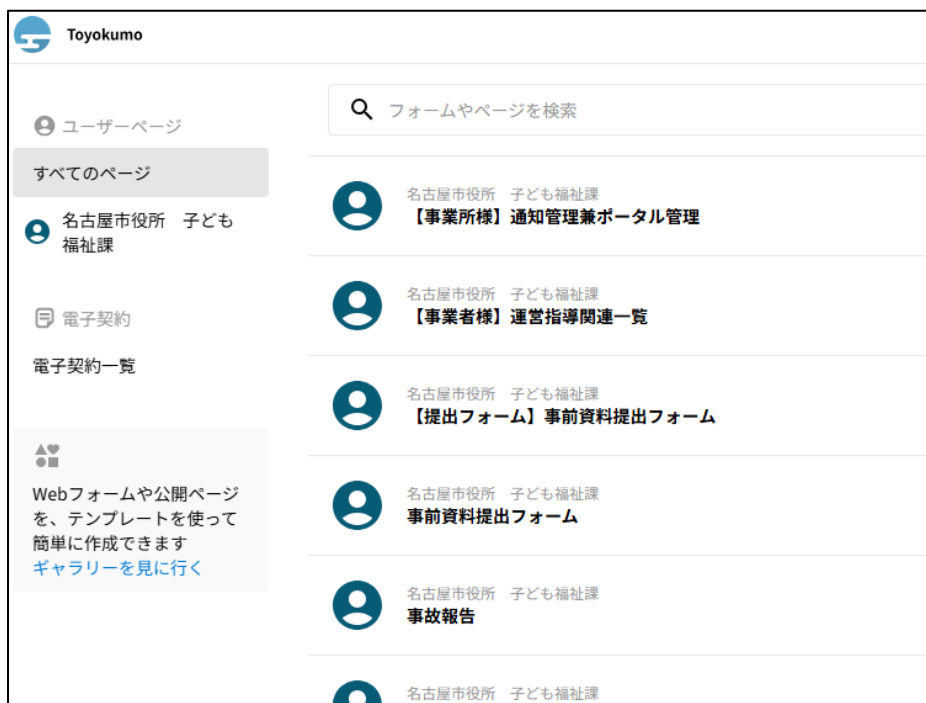 Toyokumo
ユーザーページ
すべてのページ
名古屋市役所　子ども
福祉課
電子契約
電子契約一覧
Webフォームや公開ページ
を、テンプレートを使って
簡単に作成できます
ギャラリーを見に行く
フォームやページを検索
名古屋市役所　子ども福祉課
【事業所様】通知管理兼ポータル管理
名古屋市役所　子ども福祉課
【事業者様】運営指導関連一覧
名古屋市役所　子ども福祉課
【提出フォーム】事前資料提出フォーム
名古屋市役所　子ども福祉課
事前資料提出フォーム
名古屋市役所　子ども福祉課
事故報告
名古屋市役所　子ども福祉課